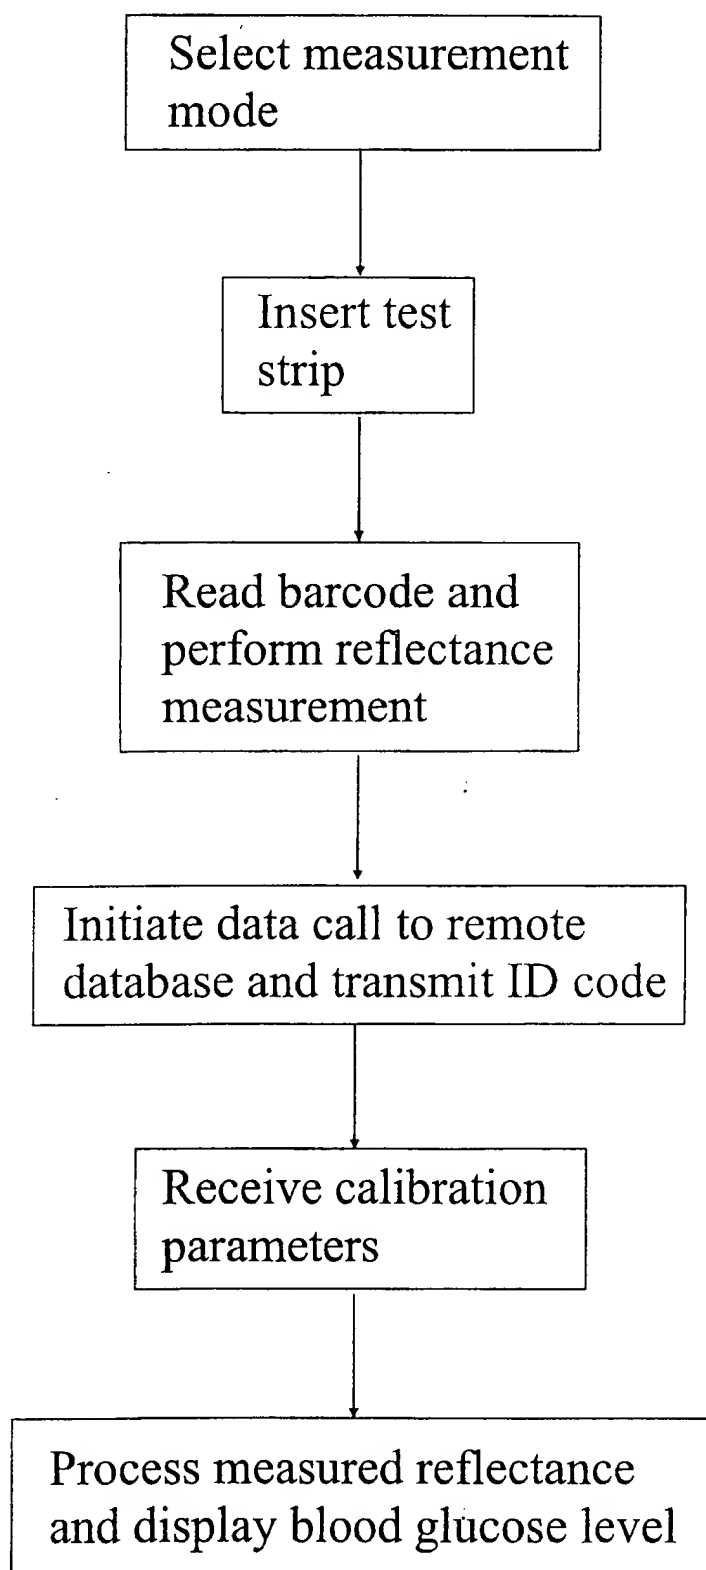 Select measurement
mode
Insert test
strip
Read barcode and
perform reflectance
measurement
Initiate data call to remote
database and transmit ID code
Receive calibration
parameters
Process measured reflectance
and display blood glucose level